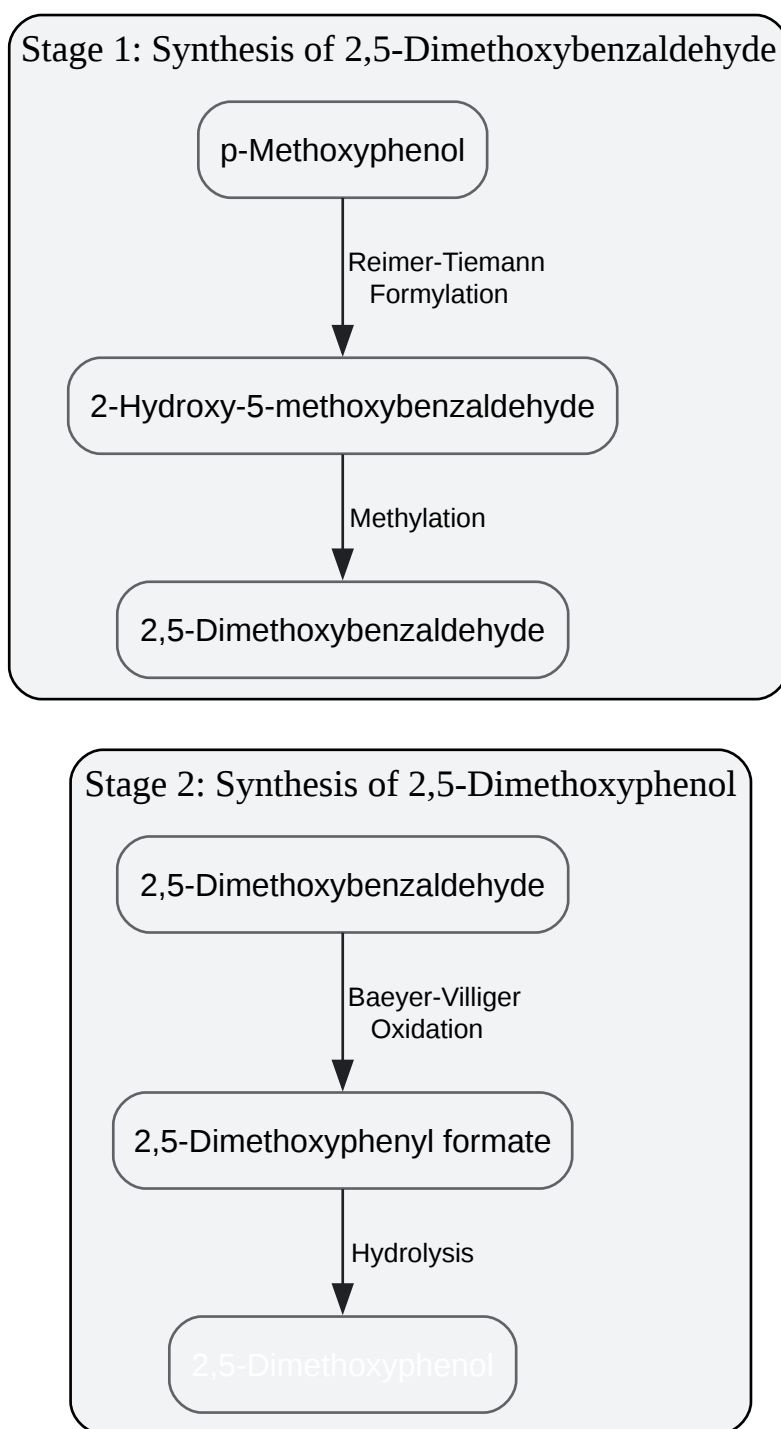 Stage 1: Synthesis of 2,5-Dimethoxybenzaldehyde
p-Methoxyphenol
Reimer-Tiemann
Formylation
2-Hydroxy-5-methoxybenzaldehyde
Methylation
2,5-Dimethoxybenzaldehyde
Stage 2: Synthesis of 2,5-Dimethoxyphenol
2,5-Dimethoxybenzaldehyde
Baeyer-Villiger
Oxidation
2,5-Dimethoxyphenyl formate
Hydrolysis
2,5-Dimethoxyphenol